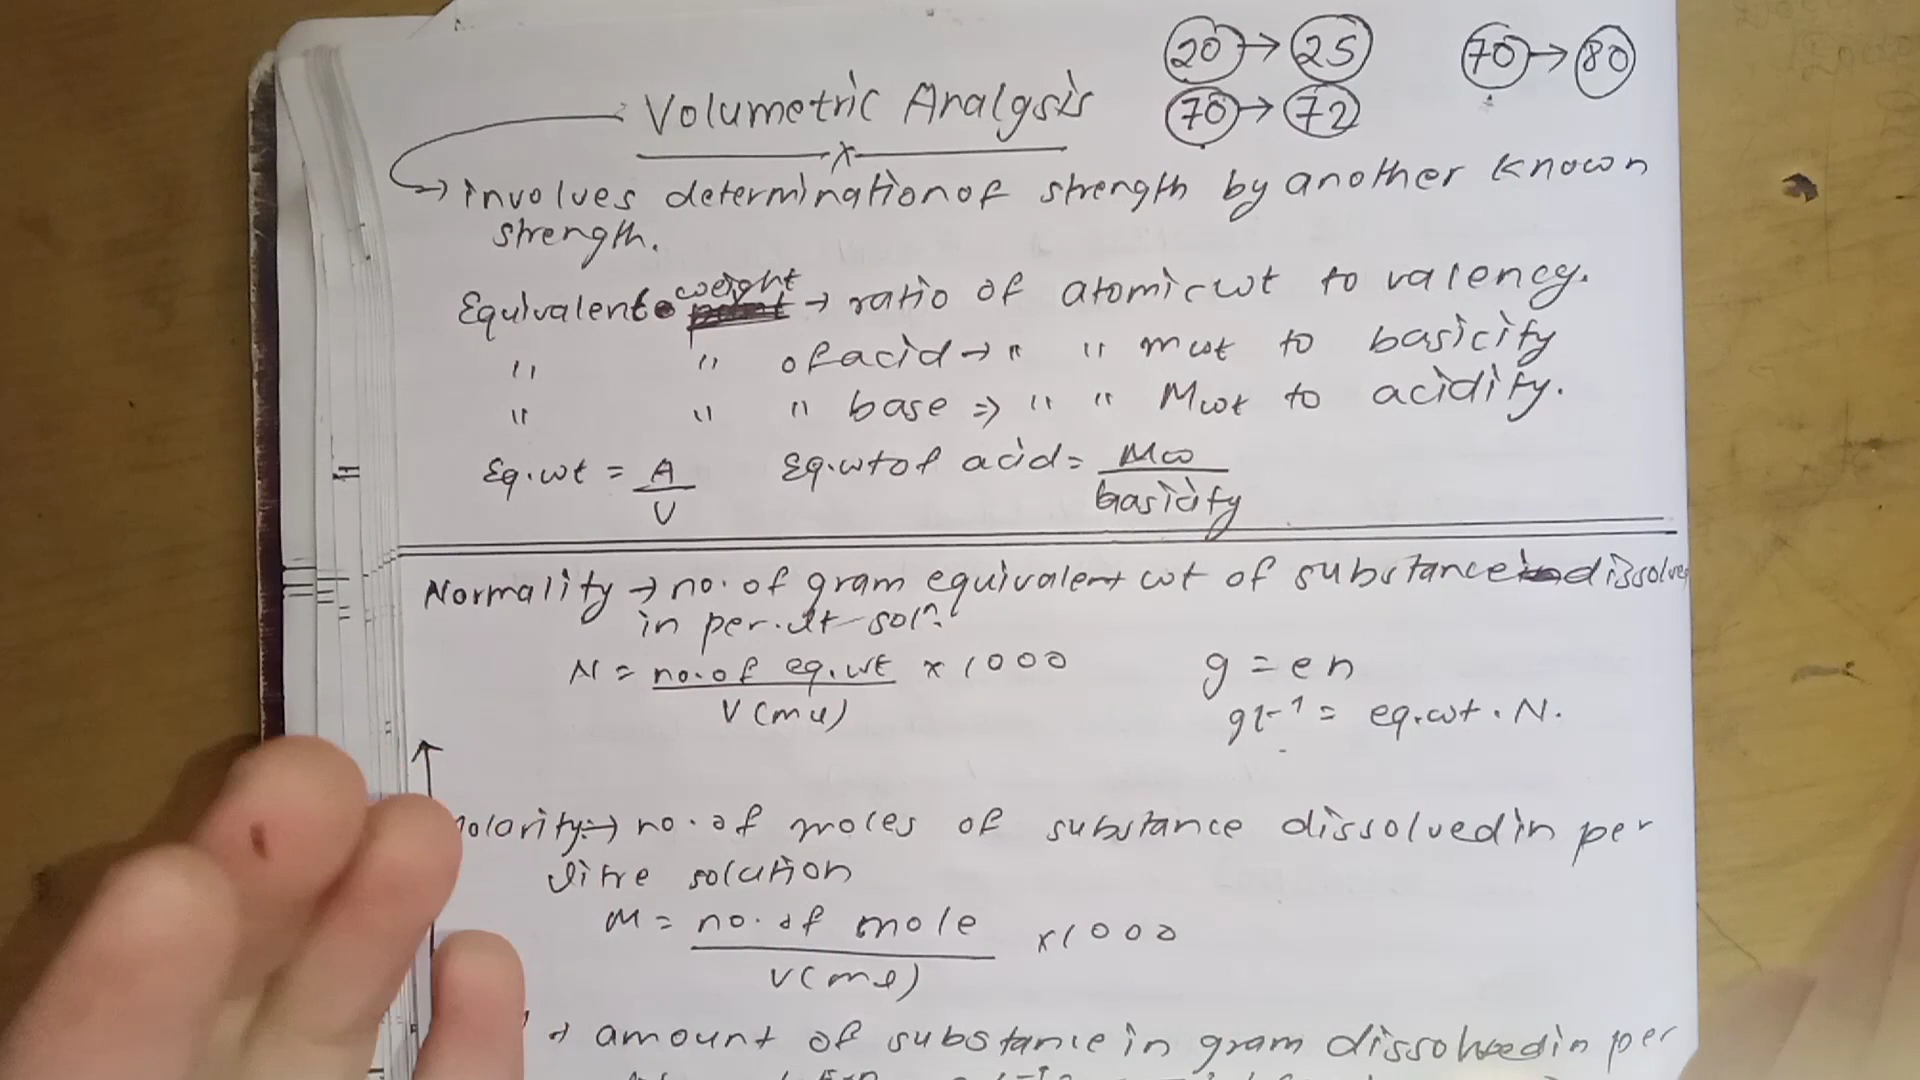 20 → 25 70 → 80
Volumetric Analysis 70 → 72
→ involves determination of strength by another known
strength.
Equivalent weight → ratio of atomic wt to valency.
" " of acid → " " mwt to basicity
" " " base ⇒ " " Mwt to acidity.
Eq.wt = A/V Eq.wt of acid = Mw/basicity
Normality → no. of gram equivalent wt of substance dissolve
in per. lt solⁿ.
N = no. of eq.wt / V(ml) × 1000 g = en
gl⁻¹ = eq.wt . N.
olarity:→ no. of moles of substance dissolved in per
litre solution
M = no. of mole / V(ml) ×1000
→ amount of substance in gram dissolved in per